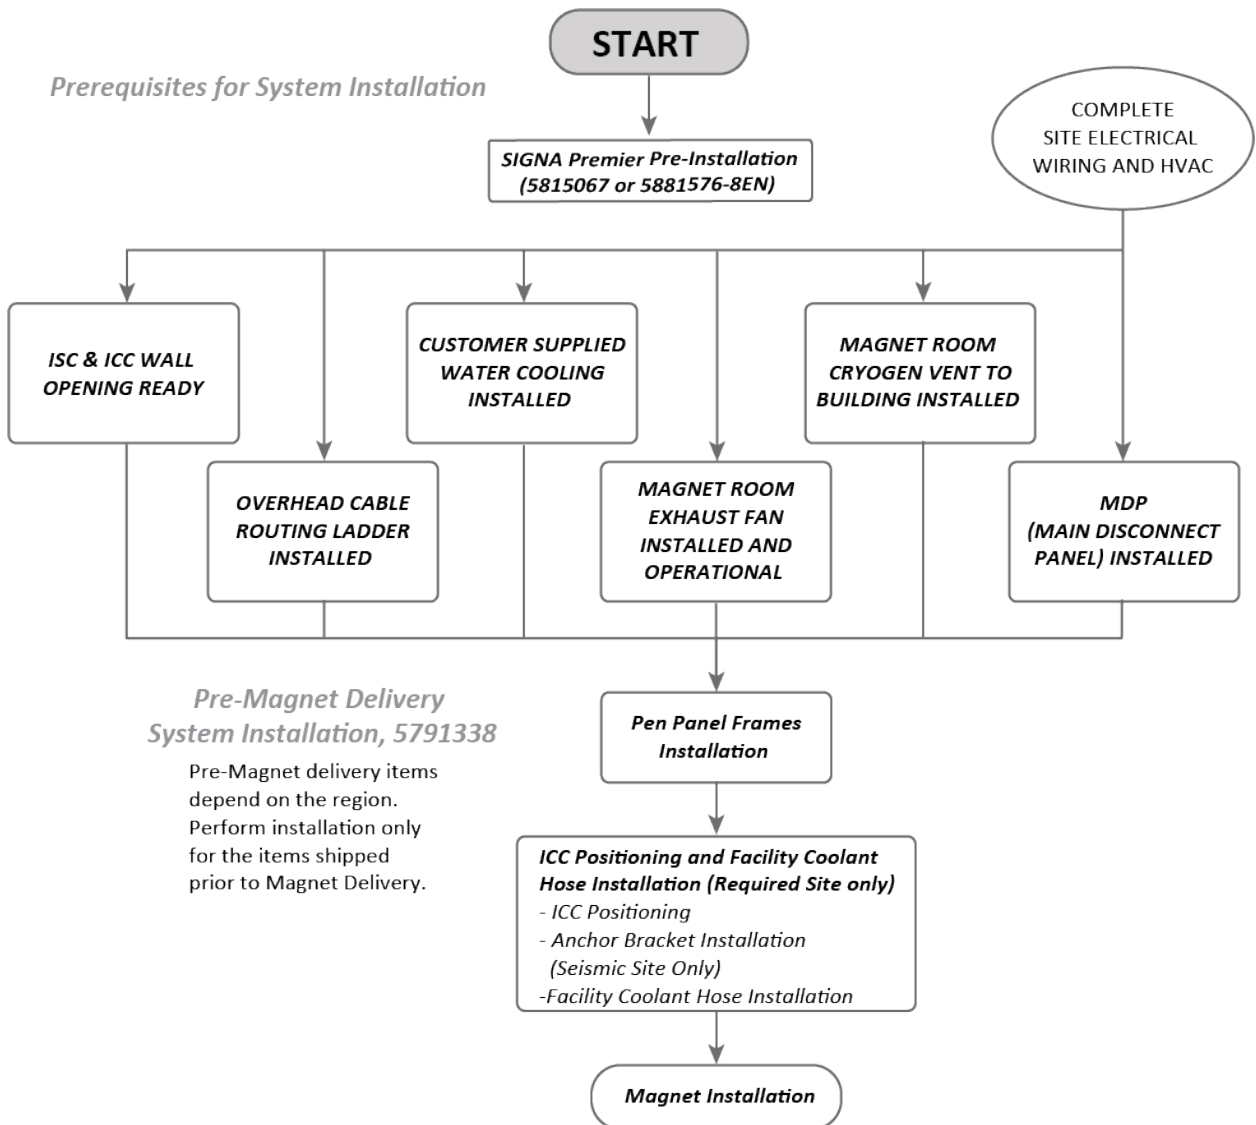 START
Prerequisites for System Installation
COMPLETE
SITE ELECTRICAL
WIRING AND HVAC
SIGNA Premier Pre-Installation
(5815067 or 5881576-8EN)
ISC & ICC WALL
OPENING READY
CUSTOMER SUPPLIED
WATER COOLING
INSTALLED
MAGNET ROOM
CRYOGEN VENT TO
BUILDING INSTALLED
OVERHEAD CABLE
ROUTING LADDER
INSTALLED
MAGNET ROOM
EXHAUST FAN
INSTALLED AND
OPERATIONAL
MDP
(MAIN DISCONNECT
PANEL) INSTALLED
Pre-Magnet Delivery
System Installation, 5791338
Pre-Magnet delivery items
depend on the region.
Perform installation only
for the items shipped
prior to Magnet Delivery.
Pen Panel Frames
Installation
ICC Positioning and Facility Coolant
Hose Installation (Required Site only)
- ICC Positioning
- Anchor Bracket Installation
(Seismic Site Only)
-Facility Coolant Hose Installation
Magnet Installation